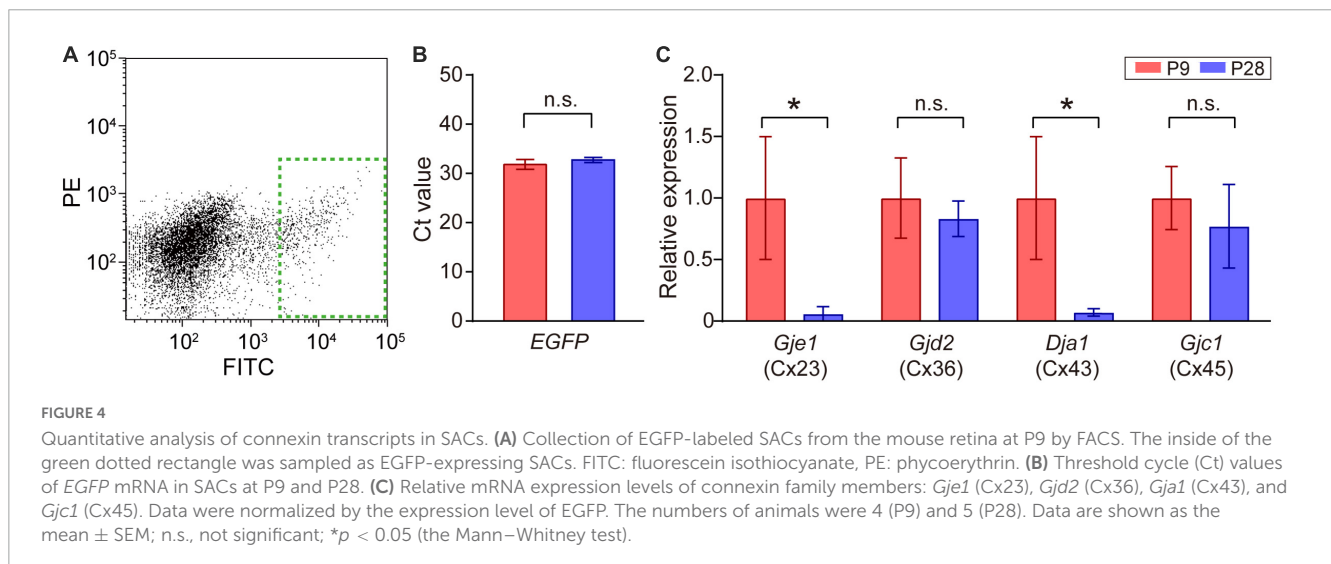 A
10⁵
10⁴
10³
10²
PE
10² 10³ 10⁴ 10⁵
FITC
B
50
40
30
20
10
0
Ct value
n.s.
EGFP
C
P9 P28
2.0
1.5
1.0
0.5
0
Relative expression
* n.s. * n.s.
Gje1 Gjd2 Dja1 Gjc1
(Cx23) (Cx36) (Cx43) (Cx45)
FIGURE 4
Quantitative analysis of connexin transcripts in SACs. (A) Collection of EGFP-labeled SACs from the mouse retina at P9 by FACS. The inside of the
green dotted rectangle was sampled as EGFP-expressing SACs. FITC: fluorescein isothiocyanate, PE: phycoerythrin. (B) Threshold cycle (Ct) values
of EGFP mRNA in SACs at P9 and P28. (C) Relative mRNA expression levels of connexin family members: Gje1 (Cx23), Gjd2 (Cx36), Gja1 (Cx43), and
Gjc1 (Cx45). Data were normalized by the expression level of EGFP. The numbers of animals were 4 (P9) and 5 (P28). Data are shown as the
mean ± SEM; n.s., not significant; *p < 0.05 (the Mann–Whitney test).